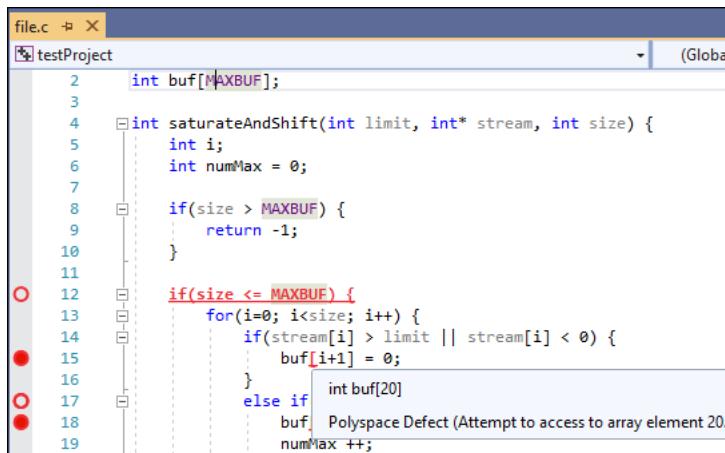 file.c
testProject
(Globa
2 int buf[MAXBUF];
3
4 int saturateAndShift(int limit, int* stream, int size) {
5 int i;
6 int numMax = 0;
7
8 if(size > MAXBUF) {
9 return -1;
10 }
11
12 if(size <= MAXBUF) {
13 for(i=0; i<size; i++) {
14 if(stream[i] > limit || stream[i] < 0) {
15 buf[i+1] = 0;
16 }
int buf[20]
17 else if
18 buf[
Polyspace Defect (Attempt to access to array element 20.
19 numMax ++;